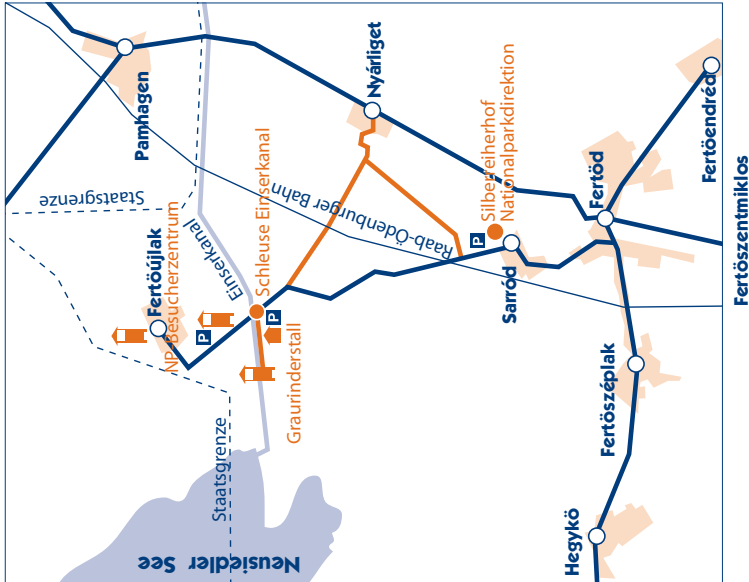 Pamhagen
Nyárliget
Staatsgrenze
Fertöújlak
NP-Besucherzentrum
Einserkanal
Schleuse Einserkanal
Raab-Ödenburger Bahn
P
Silberreiherhof
Nationalparkdirektion
Sarród
Fertöd
Fertöendréd
Fertöszentmiklos
P
P
Graurinderstall
Staatsgrenze
Neusiedler See
Fertöszéplak
Hegykö